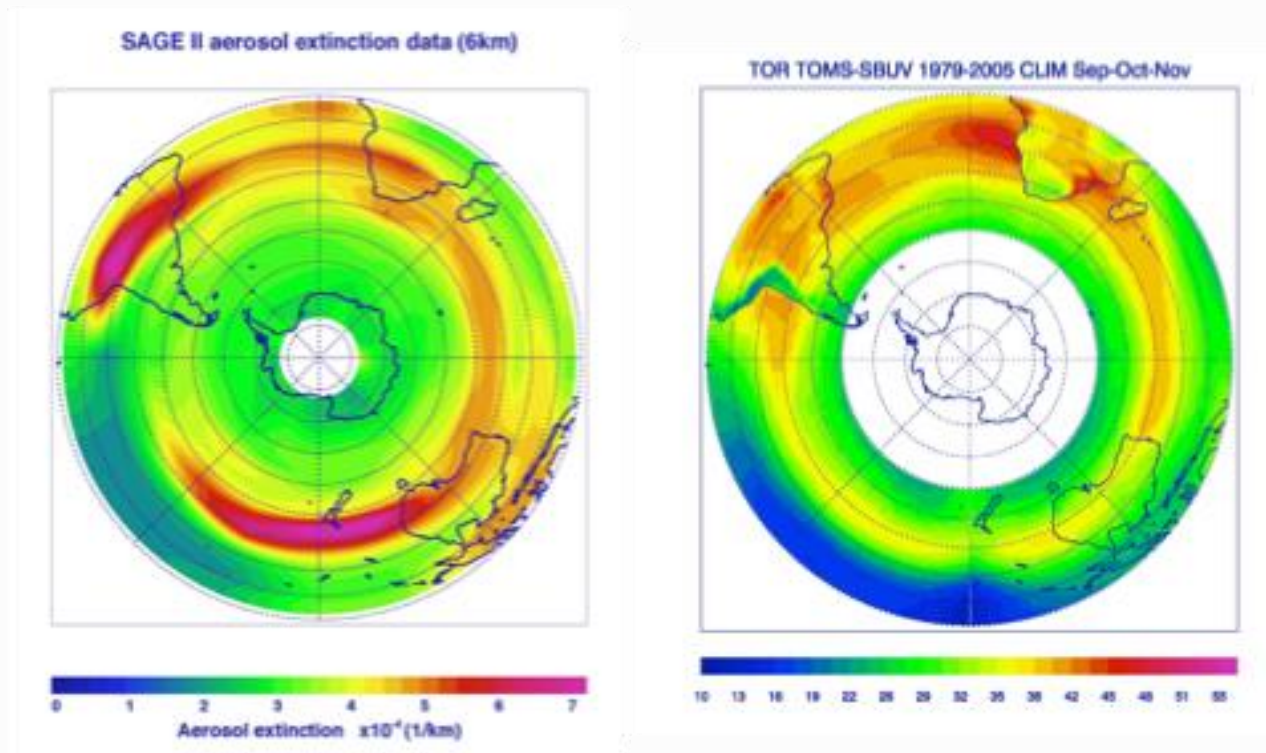 SAGE II aerosol extinction data (6km)
0 1 2 3 4 5 6 7
Aerosol extinction x10⁻⁴ (1/km)
TOR TOMS-SBUV 1979-2005 CLIM Sep-Oct-Nov
10 13 16 19 22 26 29 32 35 38 42 45 48 51 55